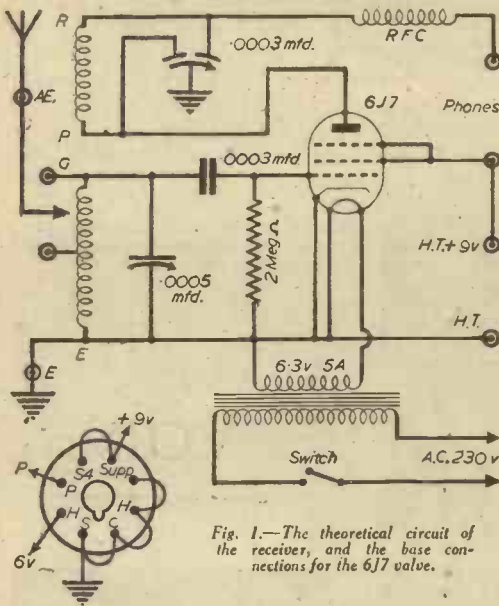 R
·0003 mfd.
RFC
6J7
Phones
AE.
P
G
·0003 mfd
H.T.+ 9v
·0005
mfd.
2 Meg Ω
H.T.
E
6·3v 5A
E
+ 9v
Switch
A.C. 230 v
S4 Supp
P P
H H
S C
6v
Fig. 1.—The theoretical circuit of
the receiver, and the base con-
nections for the 6J7 valve.